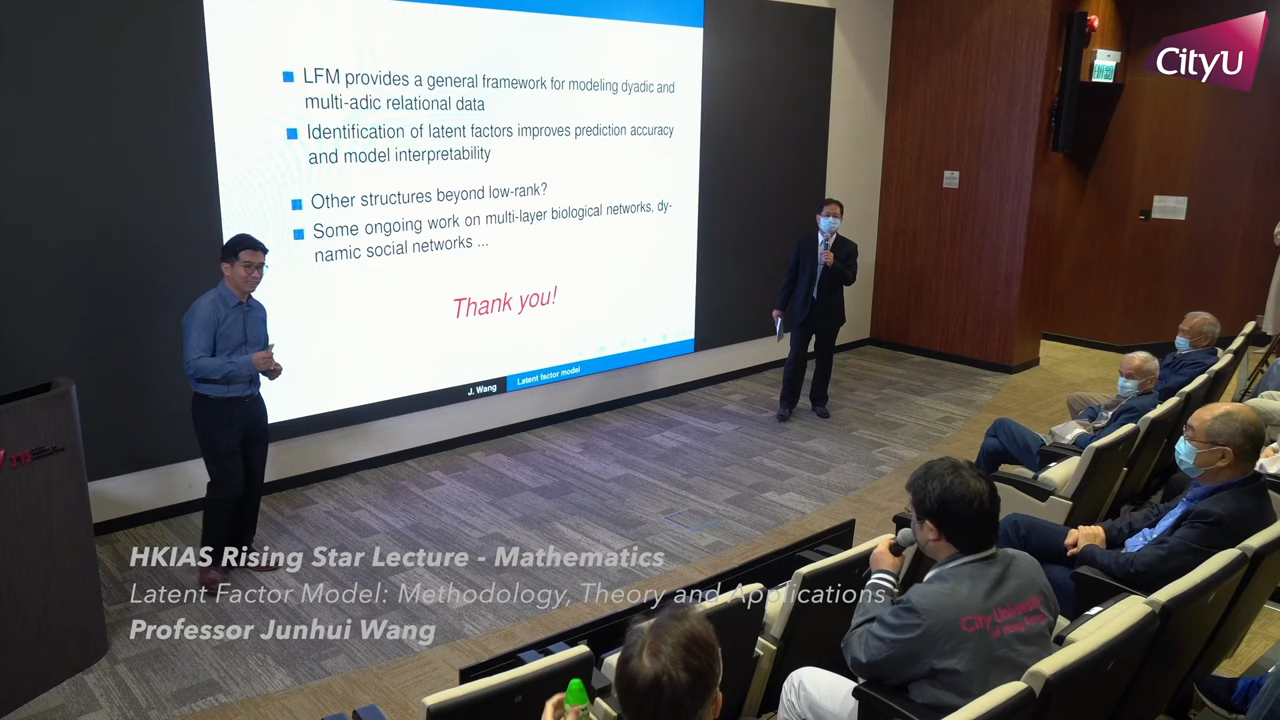 LFM provides a general framework for modeling dyadic and
multi-adic relational data
Identification of latent factors improves prediction accuracy
and model interpretability
Other structures beyond low-rank?
Some ongoing work on multi-layer biological networks, dy-
namic social networks ...
Thank you!
J. Wang
Latent factor model
CityU
City University
of Hong Kong
HKIAS Rising Star Lecture - Mathematics
Latent Factor Model: Methodology, Theory and Applications
Professor Junhui Wang